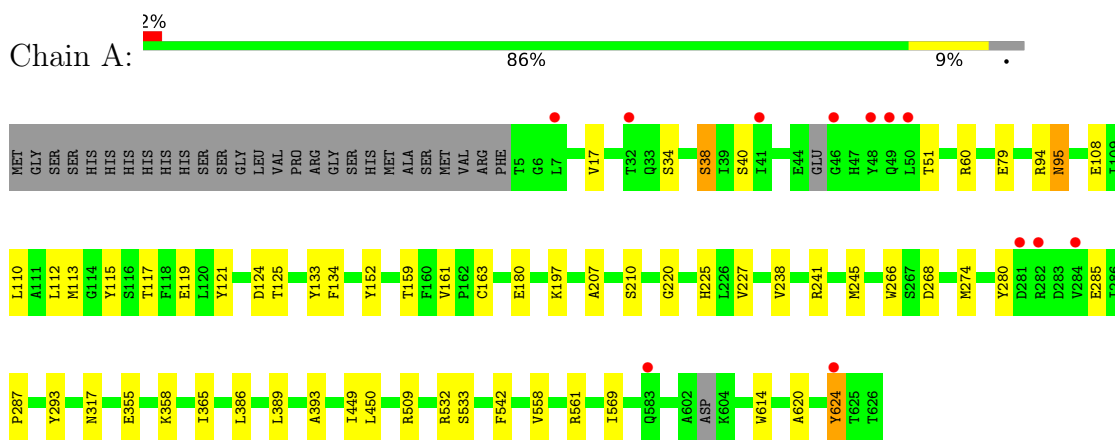 2%
Chain A:
86% 9% •
MET GLY SER SER HIS HIS HIS HIS HIS HIS SER SER GLY LEU VAL PRO ARG GLY SER HIS MET ALA SER MET VAL ARG PHE T5 G6 L7 V17 T32 Q33 S34 S38 I39 S40 I41 E44 GLU G46 H47 Y48 Q49 L50 T51 R60 E79 R94 N95 E108 I109
L110 A111 L112 M113 G114 Y115 S116 T117 F118 E119 L120 Y121 D124 T125 Y133 F134 Y152 T159 F160 V161 P162 C163 E180 K197 A207 S210 G220 H225 L226 V227 V238 R241 M245 W266 S267 D268 M274 Y280 D281 R282 D283 V284 E285 I286
P287 Y293 N317 E355 K358 I365 L386 L389 A393 I449 L450 R509 R532 S533 F542 V558 R561 I569 Q583 A602 ASP K604 W614 A620 Y624 T625 T626